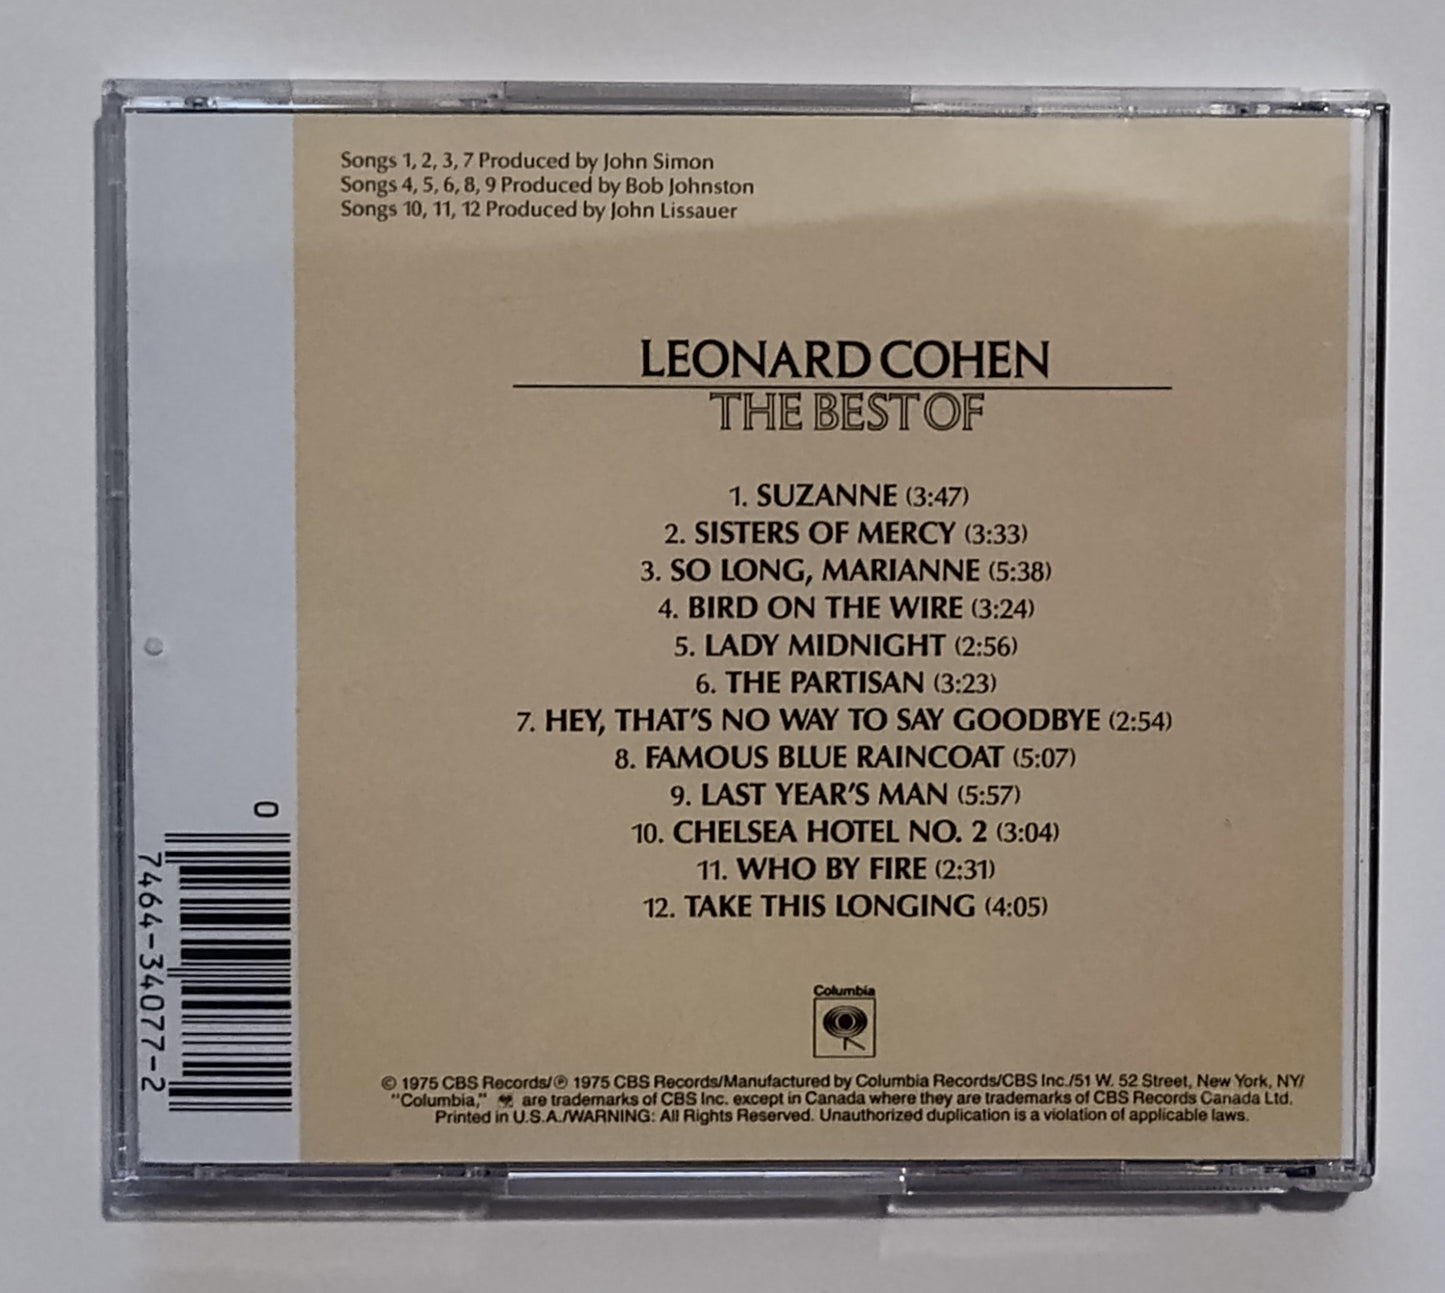 Songs 1, 2, 3, 7 Produced by John Simon
Songs 4, 5, 6, 8, 9 Produced by Bob Johnston
Songs 10, 11, 12 Produced by John Lissauer
LEONARD COHEN
THE BEST OF
1. SUZANNE (3:47)
2. SISTERS OF MERCY (3:33)
3. SO LONG, MARIANNE (5:38)
4. BIRD ON THE WIRE (3:24)
5. LADY MIDNIGHT (2:56)
6. THE PARTISAN (3:23)
7. HEY, THAT'S NO WAY TO SAY GOODBYE (2:54)
8. FAMOUS BLUE RAINCOAT (5:07)
9. LAST YEAR'S MAN (5:57)
10. CHELSEA HOTEL NO. 2 (3:04)
11. WHO BY FIRE (2:31)
12. TAKE THIS LONGING (4:05)
Columbia
© 1975 CBS Records/℗ 1975 CBS Records/Manufactured by Columbia Records/CBS Inc./51 W. 52 Street, New York, NY/
"Columbia," are trademarks of CBS Inc. except in Canada where they are trademarks of CBS Records Canada Ltd.
Printed in U.S.A./WARNING: All Rights Reserved. Unauthorized duplication is a violation of applicable laws.
0
7464-34077-2